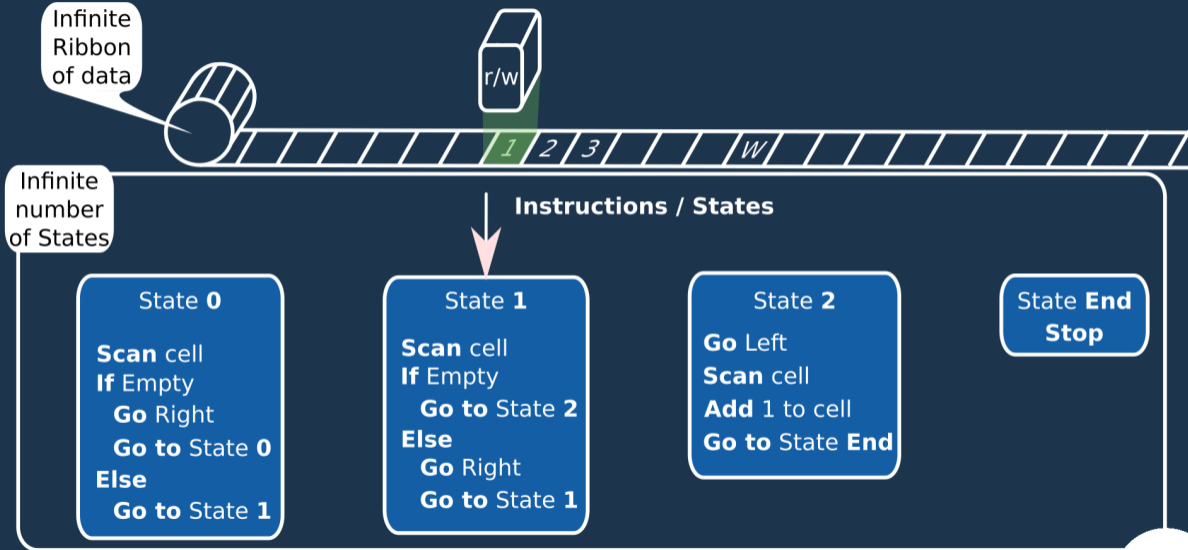 Infinite
Ribbon
of data
r/w
1 2 3 W
Infinite
number
of States
Instructions / States
State 0
Scan cell
If Empty
Go Right
Go to State 0
Else
Go to State 1
State 1
Scan cell
If Empty
Go to State 2
Else
Go Right
Go to State 1
State 2
Go Left
Scan cell
Add 1 to cell
Go to State End
State End
Stop